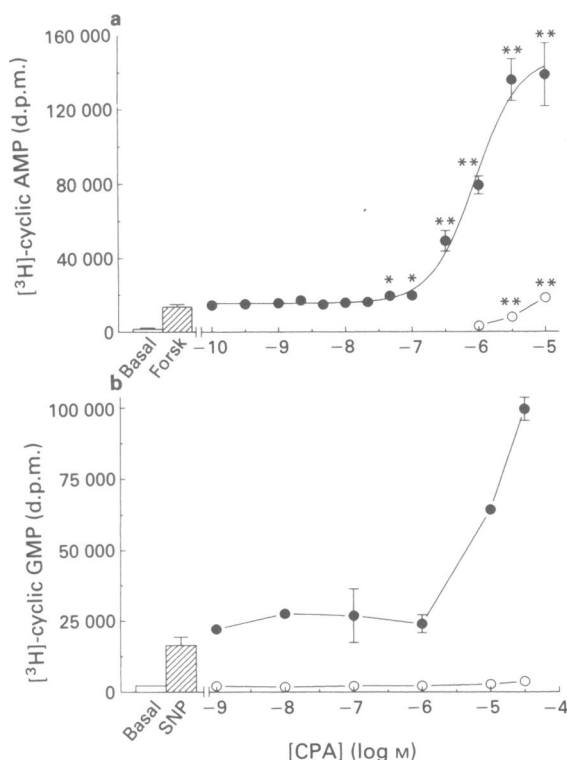 a
160 000
120 000
80 000
40 000
0
[³H]-cyclic AMP (d.p.m.)
** **
**
**
* *
** **
Basal Forsk −10 −9 −8 −7 −6 −5
b
100 000
75 000
50 000
25 000
0
[³H]-cyclic GMP (d.p.m.)
Basal SNP −9 −8 −7 −6 −5 −4
[CPA] (log M)